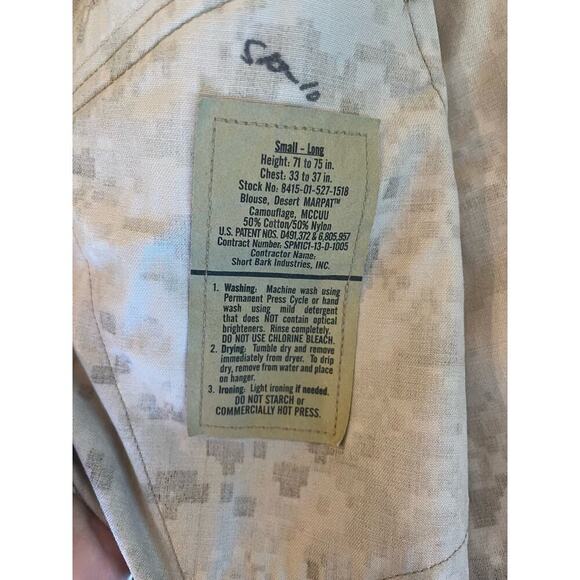 Small - Long
Height: 71 to 75 in.
Chest: 33 to 37 in.
Stock No: 8415-01-527-1518
Blouse, Desert MARPAT™
Camouflage, MCCUU
50% Cotton/50% Nylon
U.S. PATENT NOS. D491,372 & 6,805,957
Contract Number: SPM1C1-13-D-1005
Contractor Name:
Short Bark Industries, INC.
1. Washing: Machine wash using
Permanent Press Cycle or hand
wash using mild detergent
that does NOT contain optical
brighteners. Rinse completely.
DO NOT USE CHLORINE BLEACH.
2. Drying: Tumble dry and remove
immediately from dryer. To drip
dry, remove from water and place
on hanger.
3. Ironing: Light ironing if needed.
DO NOT STARCH or
COMMERCIALLY HOT PRESS.